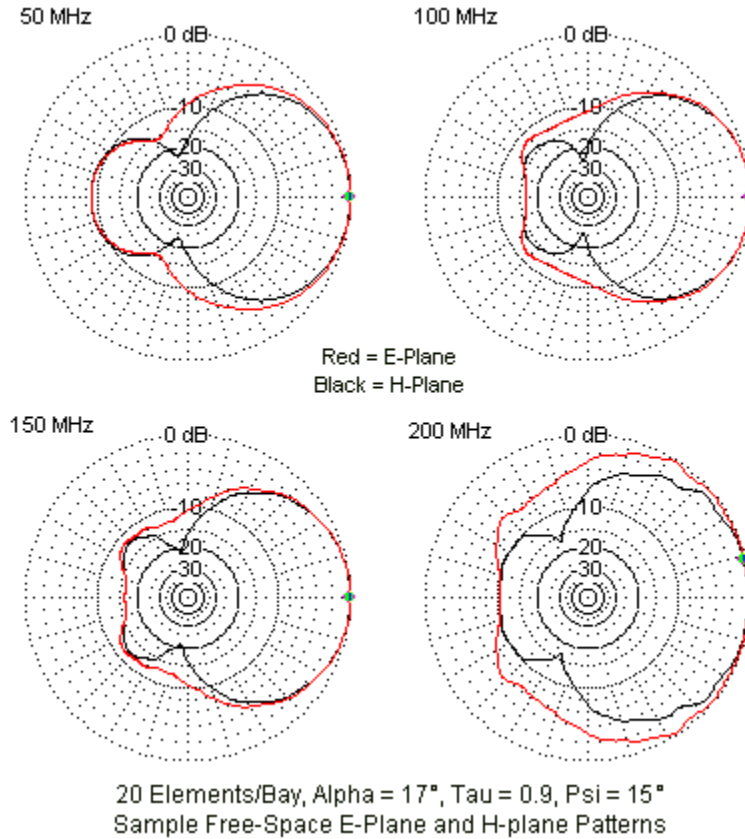 50 MHz
0 dB
-10
-20
-30
100 MHz
0 dB
-10
-20
-30
Red = E-Plane
Black = H-Plane
150 MHz
0 dB
-10
-20
-30
200 MHz
0 dB
-10
-20
-30
20 Elements/Bay, Alpha = 17°, Tau = 0.9, Psi = 15°
Sample Free-Space E-Plane and H-plane Patterns